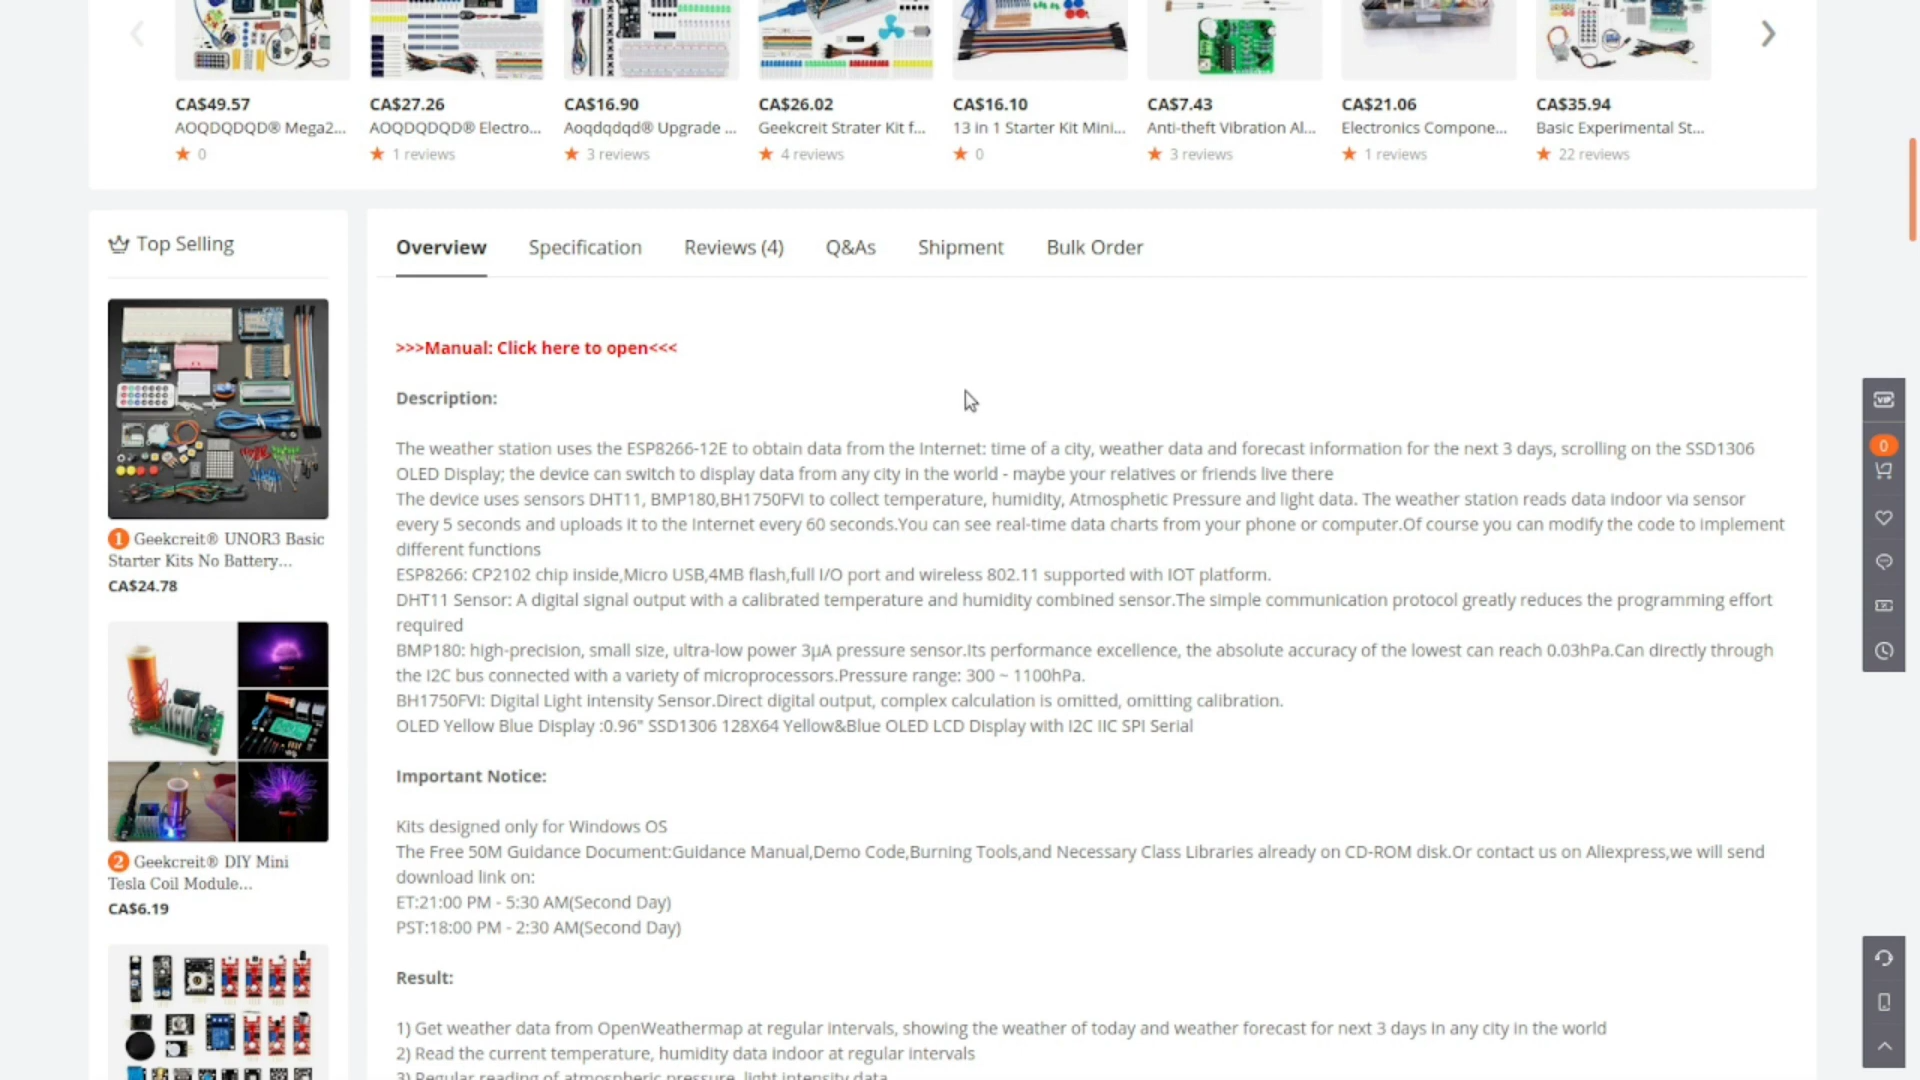 CA$49.57
AOQDQDQD® Mega2...
0
CA$27.26
AOQDQDQD® Electro...
1 reviews
CA$16.90
Aoqdqdqd® Upgrade ...
3 reviews
CA$26.02
Geekcreit Strater Kit f...
4 reviews
CA$16.10
13 in 1 Starter Kit Mini...
0
CA$7.43
Anti-theft Vibration Al...
3 reviews
CA$21.06
Electronics Compone...
1 reviews
CA$35.94
Basic Experimental St...
22 reviews
Top Selling
1 Geekcreit® UNOR3 Basic
Starter Kits No Battery...
CA$24.78
2 Geekcreit® DIY Mini
Tesla Coil Module...
CA$6.19
Overview
Specification
Reviews (4)
Q&As
Shipment
Bulk Order
>>>Manual: Click here to open<<<
Description:
The weather station uses the ESP8266-12E to obtain data from the Internet: time of a city, weather data and forecast information for the next 3 days, scrolling on the SSD1306
OLED Display; the device can switch to display data from any city in the world - maybe your relatives or friends live there
The device uses sensors DHT11, BMP180,BH1750FVI to collect temperature, humidity, Atmosphetic Pressure and light data. The weather station reads data indoor via sensor
every 5 seconds and uploads it to the Internet every 60 seconds.You can see real-time data charts from your phone or computer.Of course you can modify the code to implement
different functions
ESP8266: CP2102 chip inside,Micro USB,4MB flash,full I/O port and wireless 802.11 supported with IOT platform.
DHT11 Sensor: A digital signal output with a calibrated temperature and humidity combined sensor.The simple communication protocol greatly reduces the programming effort
required
BMP180: high-precision, small size, ultra-low power 3μA pressure sensor.Its performance excellence, the absolute accuracy of the lowest can reach 0.03hPa.Can directly through
the I2C bus connected with a variety of microprocessors.Pressure range: 300 ~ 1100hPa.
BH1750FVI: Digital Light Intensity Sensor.Direct digital output, complex calculation is omitted, omitting calibration.
OLED Yellow Blue Display :0.96" SSD1306 128X64 Yellow&Blue OLED LCD Display with I2C IIC SPI Serial
Important Notice:
Kits designed only for Windows OS
The Free 50M Guidance Document:Guidance Manual,Demo Code,Burning Tools,and Necessary Class Libraries already on CD-ROM disk.Or contact us on Aliexpress,we will send
download link on:
ET:21:00 PM - 5:30 AM(Second Day)
PST:18:00 PM - 2:30 AM(Second Day)
Result:
1) Get weather data from OpenWeathermap at regular intervals, showing the weather of today and weather forecast for next 3 days in any city in the world
2) Read the current temperature, humidity data indoor at regular intervals
3) Regular reading of atmospheric pressure, light intensity data
VIP
0